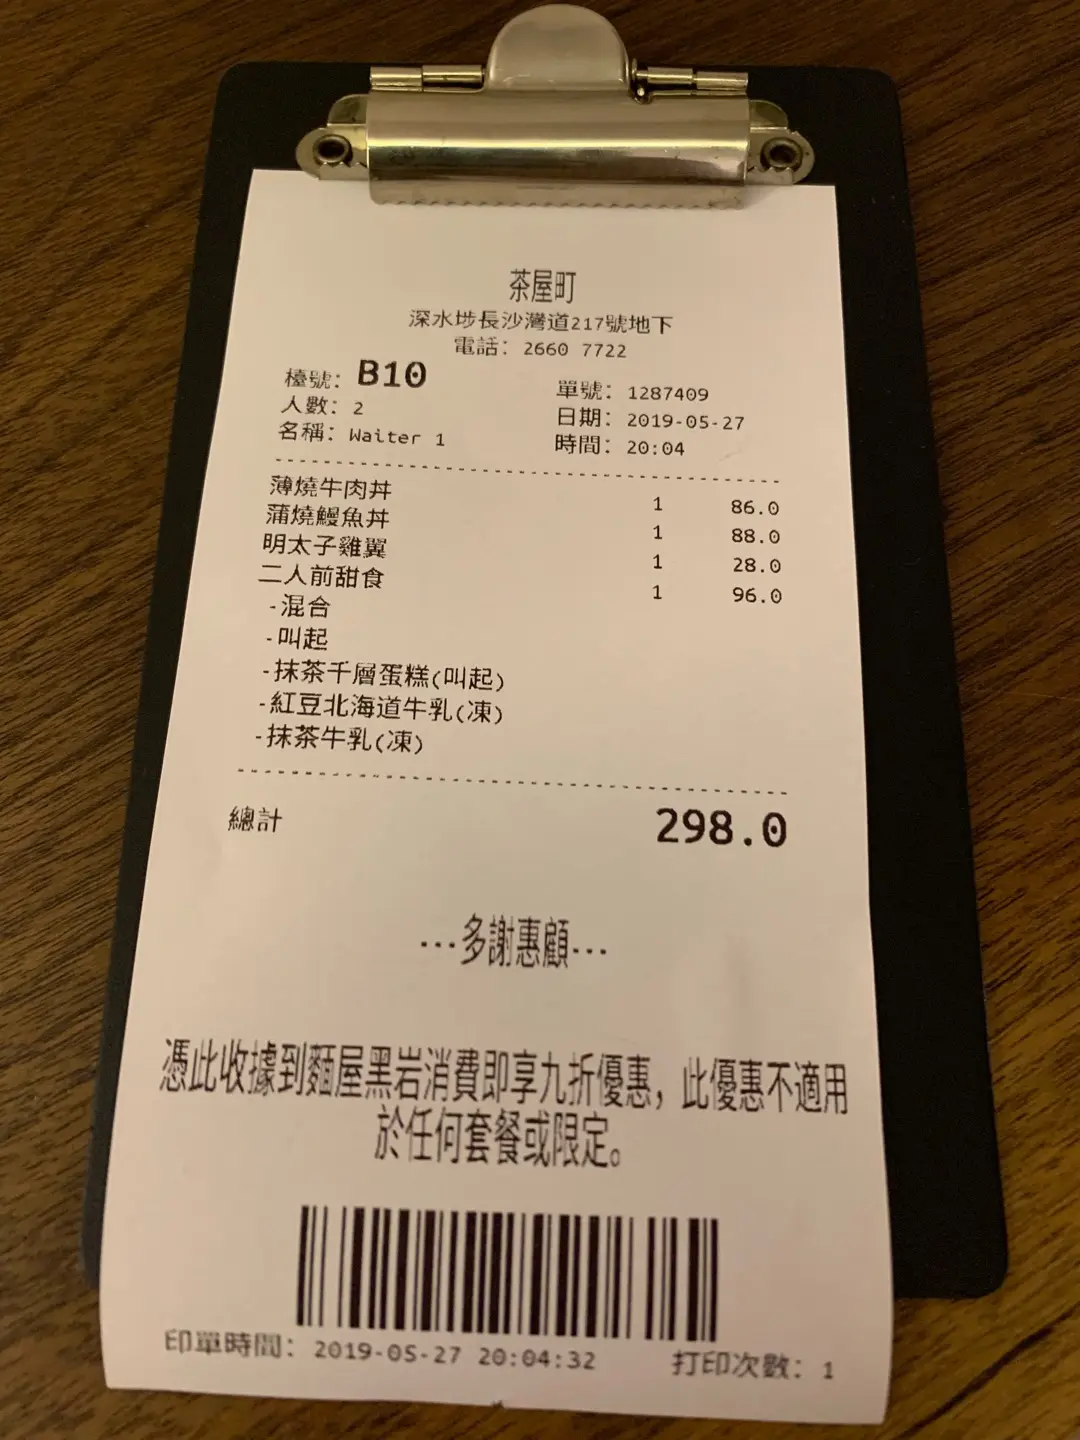 茶屋町
深水埗長沙灣道217號地下
電話：2660 7722
檯號：B10
人數：2
名稱：Waiter 1
單號：1287409
日期：2019-05-27
時間：20:04
薄燒牛肉丼 1 86.0
蒲燒鰻魚丼 1 88.0
明太子雞翼 1 28.0
二人前甜食 1 96.0
-混合
-叫起
-抹茶千層蛋糕(叫起)
-紅豆北海道牛乳(凍)
-抹茶牛乳(凍)
總計 298.0
---多謝惠顧---
憑此收據到麵屋黑岩消費即享九折優惠，此優惠不適用
於任何套餐或限定。
印單時間：2019-05-27 20:04:32 打印次數：1